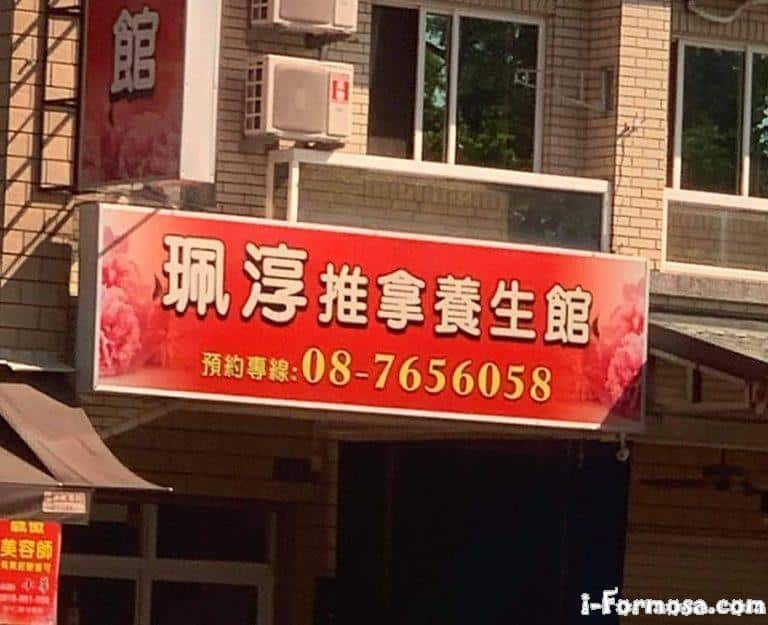 館
H
珮淳推拿養生館
預約專線:08-7656058
美容師
i-Formosa.com